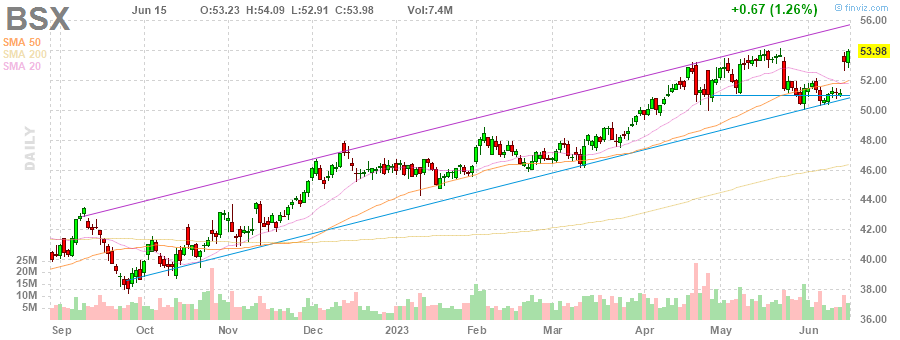 BSX
Jun 15 O:53.23 H:54.09 L:52.91 C:53.98 Vol:7.4M +0.67 (1.26%)
© finviz.com
SMA 50
SMA 200
SMA 20
DAILY
56.00
53.98
52.00
50.00
48.00
46.00
44.00
42.00
40.00
38.00
36.00
25M
20M
15M
10M
5M
Sep Oct Nov Dec 2023 Feb Mar Apr May Jun